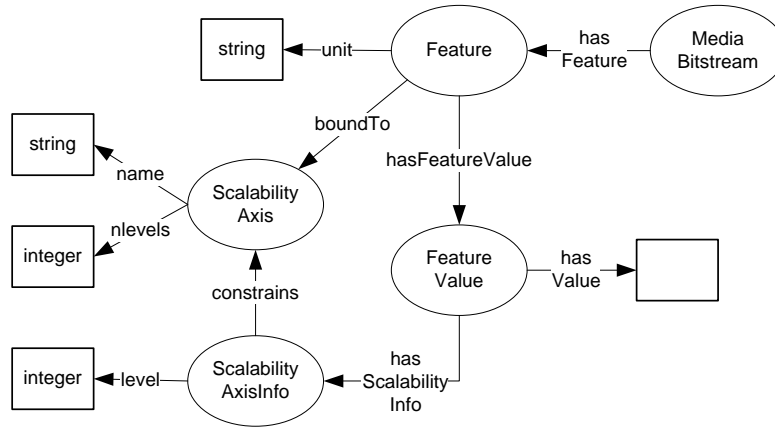 string
unit
Feature
has
Feature
Media
Bitstream
boundTo
string
name
hasFeatureValue
Scalability
Axis
nlevels
integer
Feature
Value
has
Value
constrains
integer
level
Scalability
AxisInfo
has
Scalability
Info